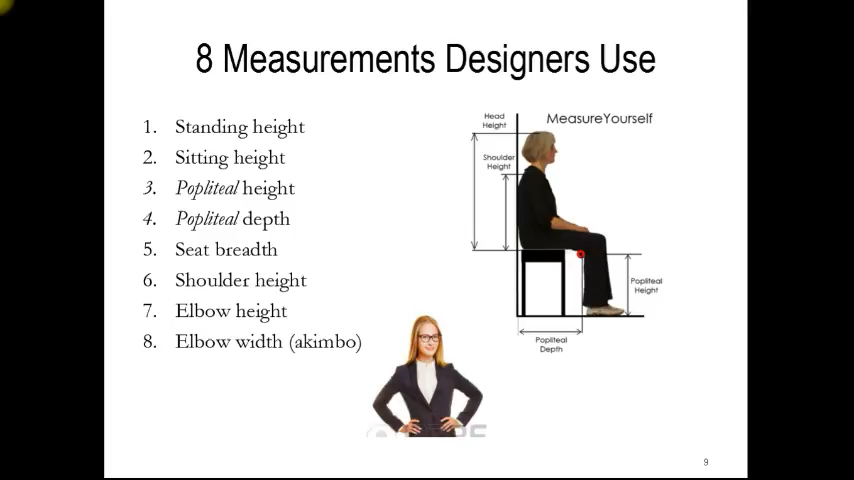 8 Measurements Designers Use
1. Standing height
2. Sitting height
3. Popliteal height
4. Popliteal depth
5. Seat breadth
6. Shoulder height
7. Elbow height
8. Elbow width (akimbo)
MeasureYourself
Head
Height
Shoulder
Height
Popliteal
Height
Popliteal
Depth
9